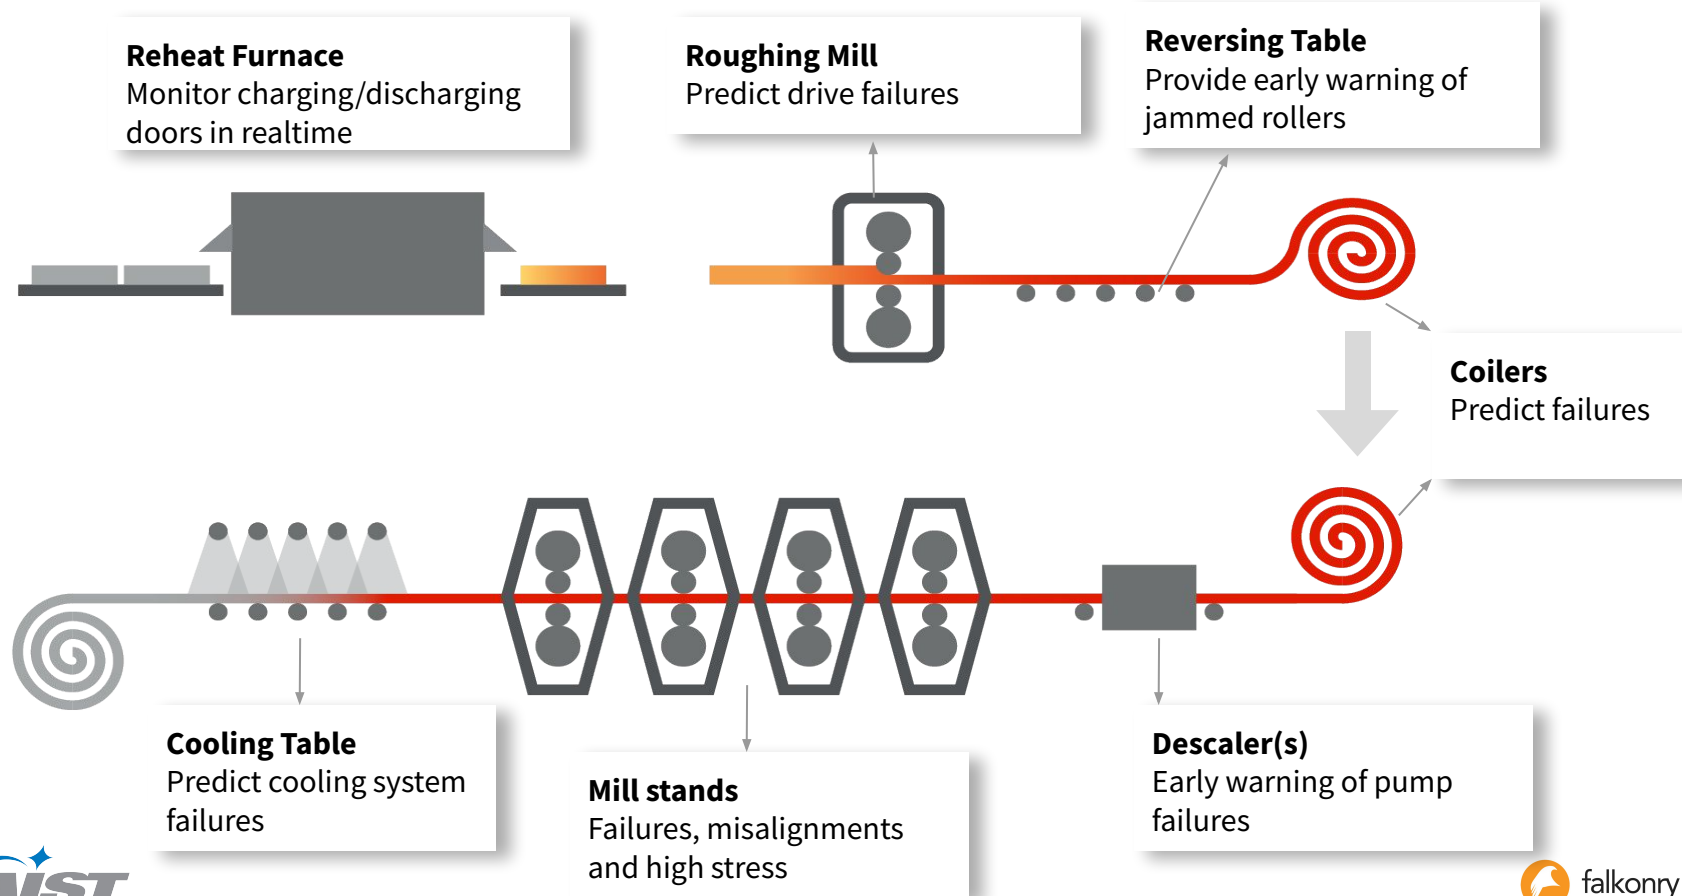 Reheat Furnace
Monitor charging/discharging
doors in realtime
Roughing Mill
Predict drive failures
Reversing Table
Provide early warning of
jammed rollers
Coilers
Predict failures
Cooling Table
Predict cooling system
failures
Mill stands
Failures, misalignments
and high stress
Descaler(s)
Early warning of pump
failures
falkonry